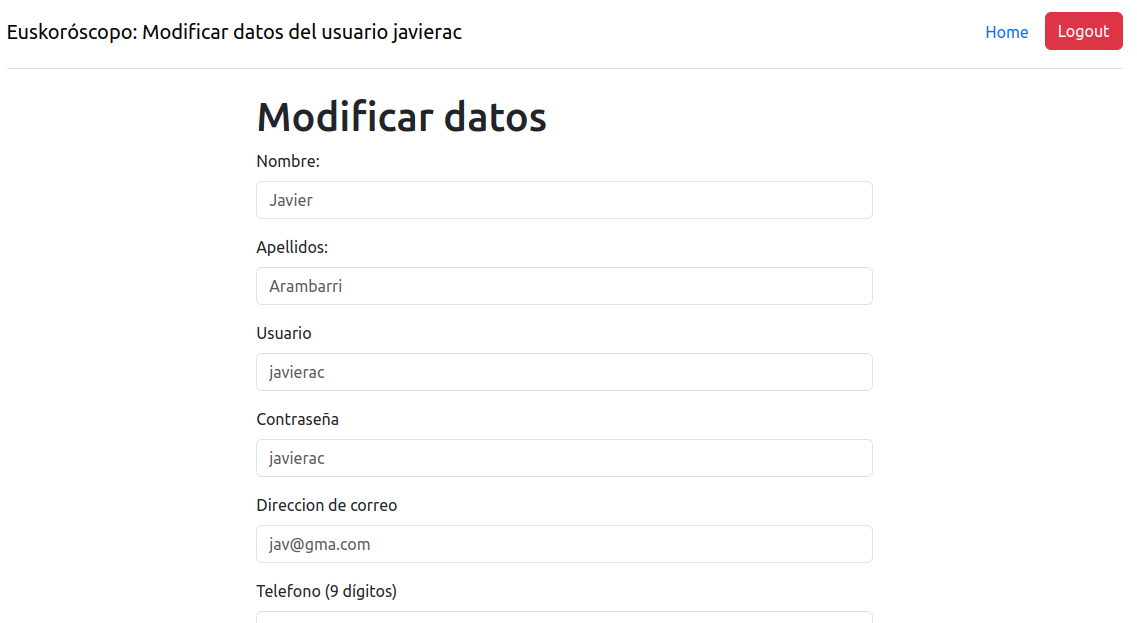 Euskoróscopo: Modificar datos del usuario javierac
Home
Logout
Modificar datos
Nombre:
Javier
Apellidos:
Arambarri
Usuario
javierac
Contraseña
javierac
Direccion de correo
jav@gma.com
Telefono (9 dígitos)